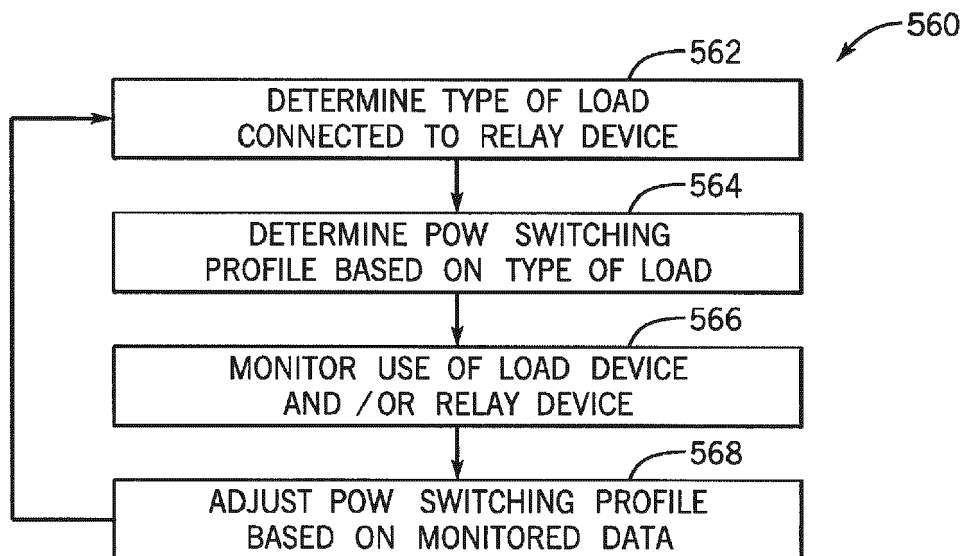 560
562
DETERMINE TYPE OF LOAD
CONNECTED TO RELAY DEVICE
564
DETERMINE POW SWITCHING
PROFILE BASED ON TYPE OF LOAD
566
MONITOR USE OF LOAD DEVICE
AND /OR RELAY DEVICE
568
ADJUST POW SWITCHING PROFILE
BASED ON MONITORED DATA